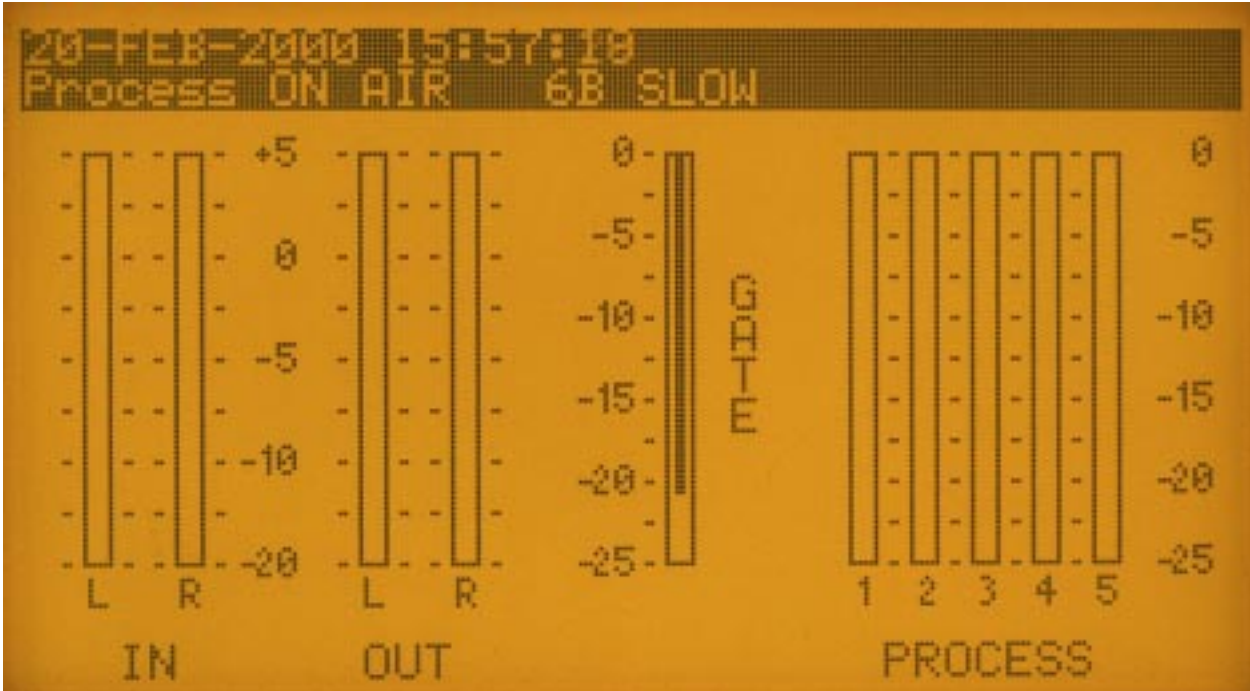 20-FEB-2000 15:57:18
Process ON AIR 6B SLOW
+5 0 0
-5 -5
0
-10 -10
-5
-15 -15
-10
-20 -20
-20 -25 -25
GATE
L R L R 1 2 3 4 5
IN OUT PROCESS